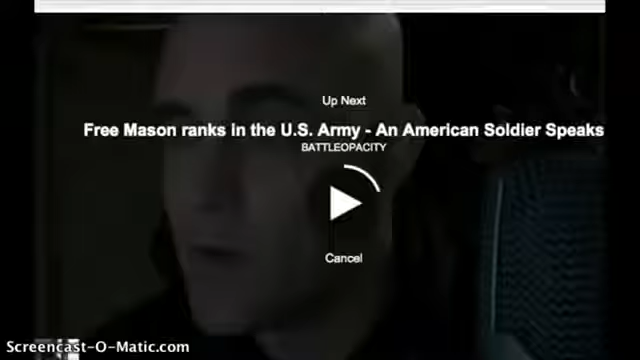 Up Next
Free Mason ranks in the U.S. Army - An American Soldier Speaks
BATTLEOPACITY
Cancel
Screencast-O-Matic.com